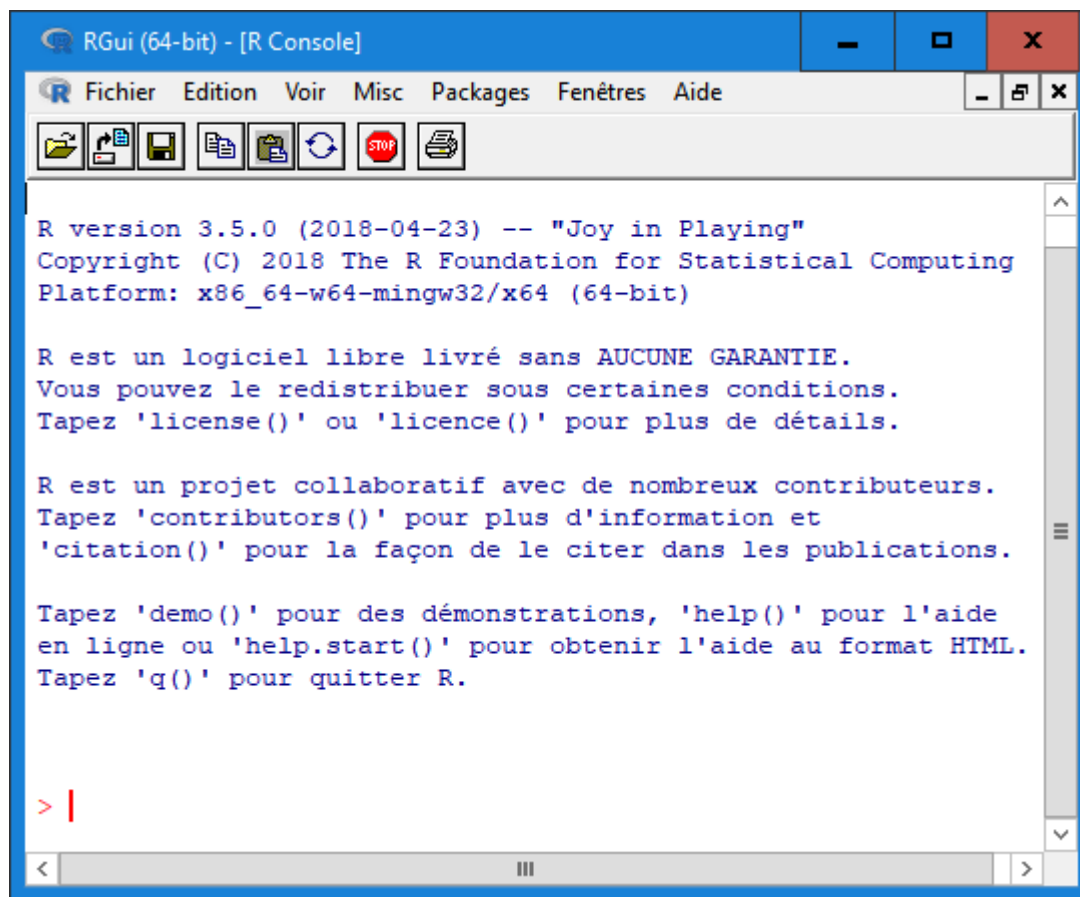 RGui (64-bit) - [R Console]
Fichier Edition Voir Misc Packages Fenêtres Aide
STOP
R version 3.5.0 (2018-04-23) -- "Joy in Playing"
Copyright (C) 2018 The R Foundation for Statistical Computing
Platform: x86_64-w64-mingw32/x64 (64-bit)
R est un logiciel libre livré sans AUCUNE GARANTIE.
Vous pouvez le redistribuer sous certaines conditions.
Tapez 'license()' ou 'licence()' pour plus de détails.
R est un projet collaboratif avec de nombreux contributeurs.
Tapez 'contributors()' pour plus d'information et
'citation()' pour la façon de le citer dans les publications.
Tapez 'demo()' pour des démonstrations, 'help()' pour l'aide
en ligne ou 'help.start()' pour obtenir l'aide au format HTML.
Tapez 'q()' pour quitter R.
>